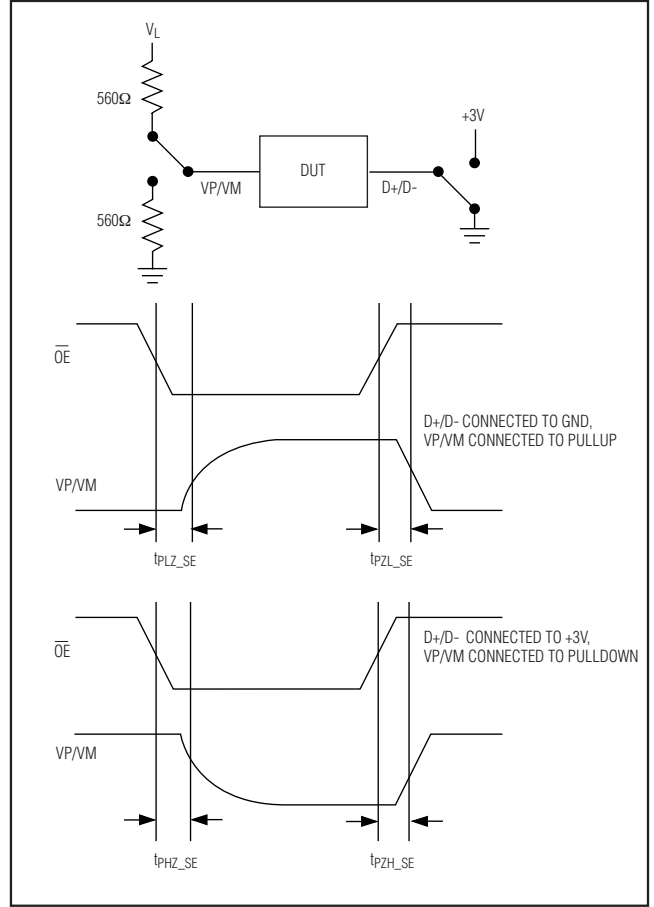 VL
560Ω
+3V
DUT
VP/VM
D+/D-
560Ω
OE
D+/D- CONNECTED TO GND,
VP/VM CONNECTED TO PULLUP
VP/VM
tPLZ_SE
tPZL_SE
OE
D+/D- CONNECTED TO +3V,
VP/VM CONNECTED TO PULLDOWN
VP/VM
tPHZ_SE
tPZH_SE